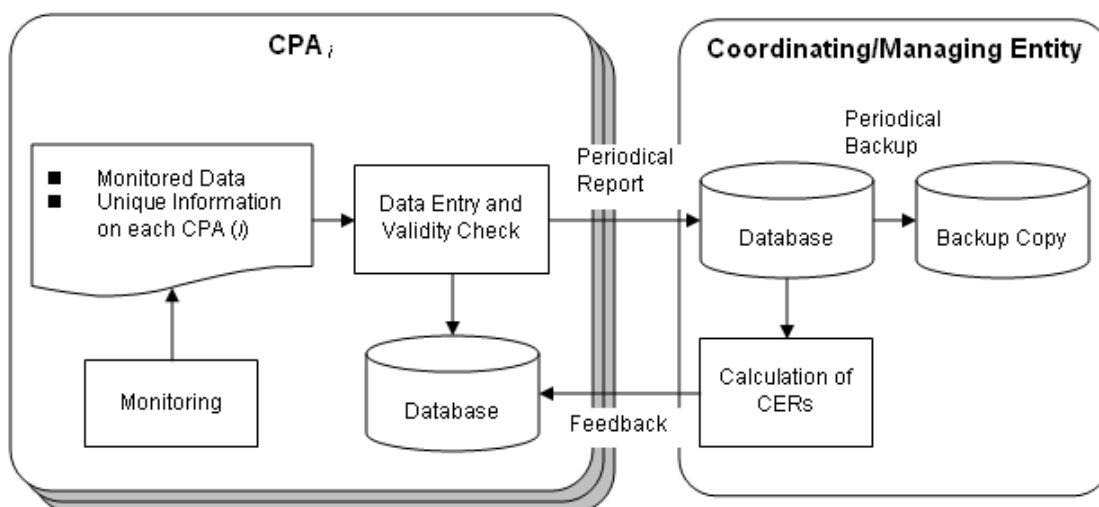 CPA i
Coordinating/Managing Entity
■ Monitored Data
■ Unique Information
on each CPA (i)
Data Entry and
Validity Check
Periodical
Report
Periodical
Backup
Database
Backup Copy
Monitoring
Database
Feedback
Calculation of
CERs